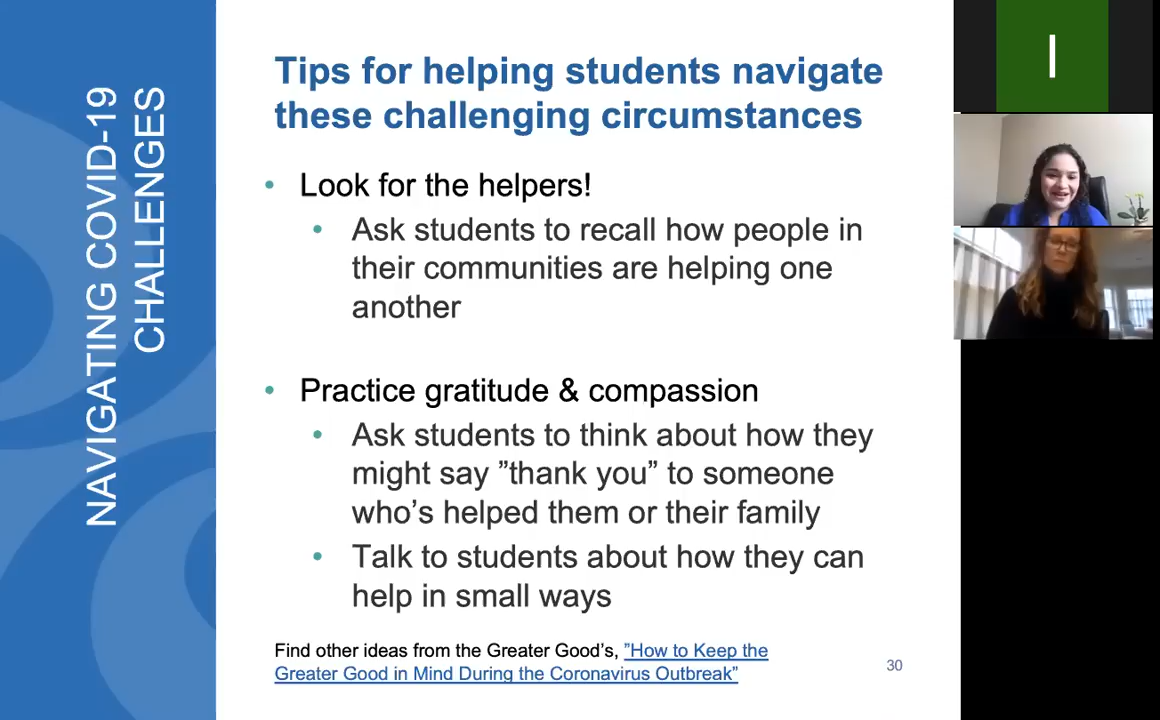 NAVIGATING COVID-19
CHALLENGES
Tips for helping students navigate
these challenging circumstances
• Look for the helpers!
• Ask students to recall how people in
their communities are helping one
another
• Practice gratitude & compassion
• Ask students to think about how they
might say ”thank you” to someone
who’s helped them or their family
• Talk to students about how they can
help in small ways
Find other ideas from the Greater Good’s, ”How to Keep the
Greater Good in Mind During the Coronavirus Outbreak”
30
I